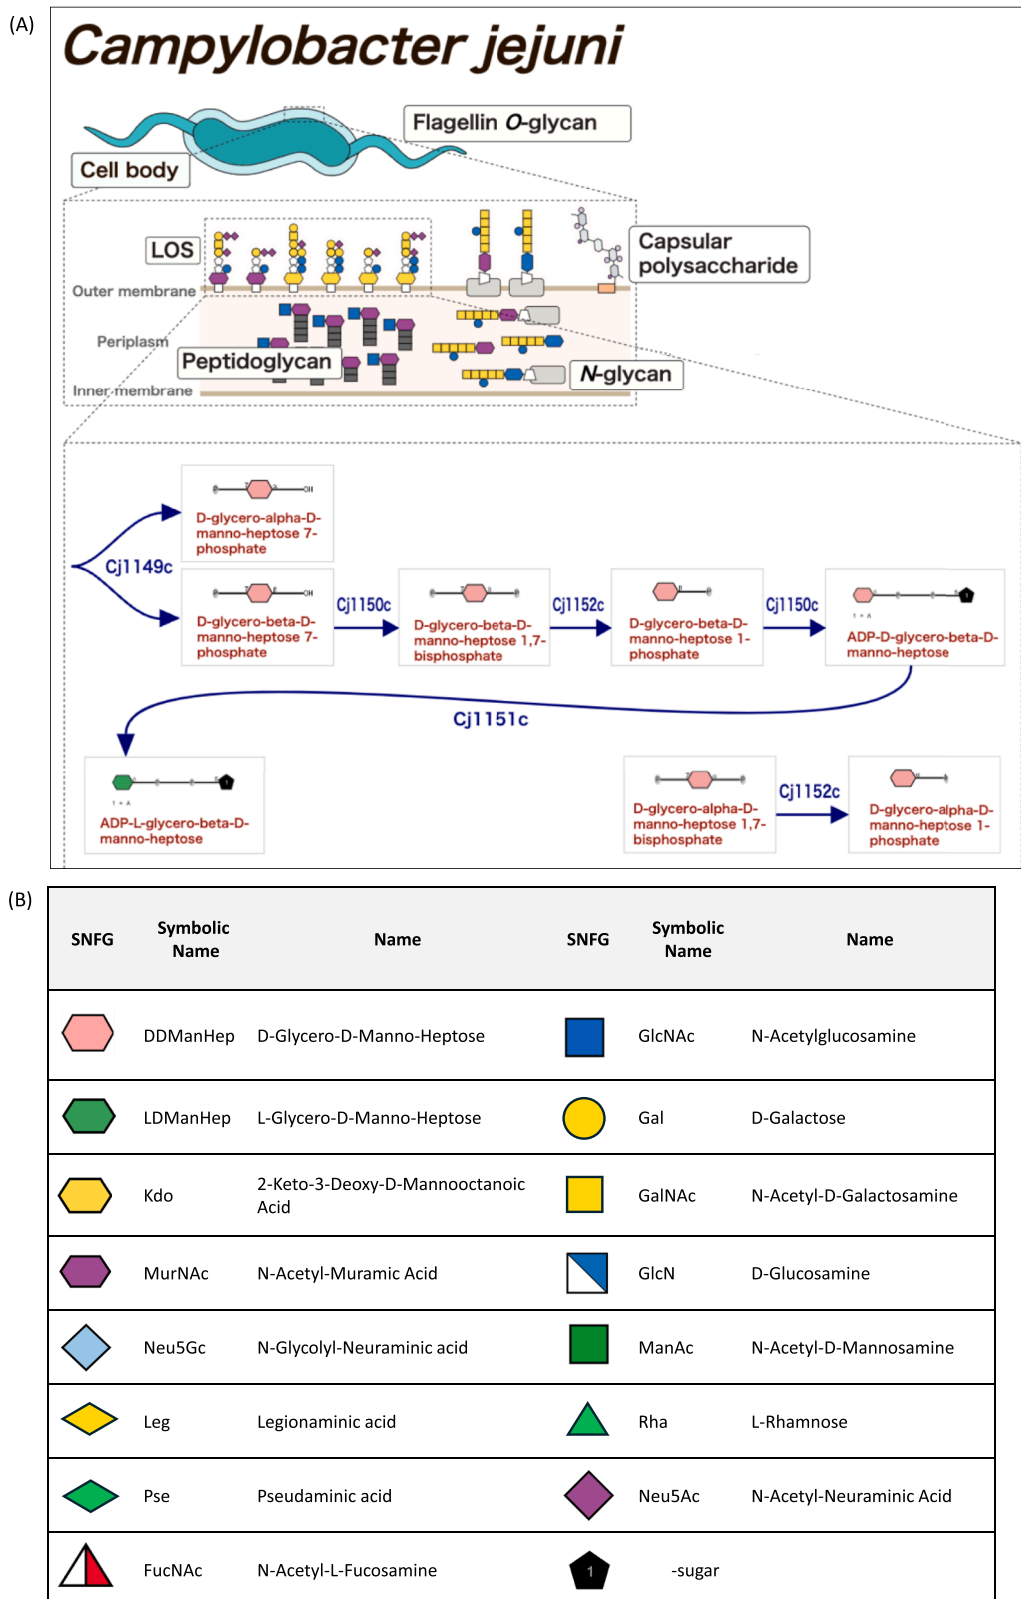 (A)
Campylobacter jejuni
Flagellin O-glycan
Cell body
LOS
Capsular
polysaccharide
Outer membrane
Periplasm
Peptidoglycan
N-glycan
Inner membrane
Cj1149c
D-glycero-alpha-D-
manno-heptose 7-
phosphate
D-glycero-beta-D-
manno-heptose 7-
phosphate
Cj1150c
D-glycero-beta-D-
manno-heptose 1,7-
bisphosphate
Cj1152c
D-glycero-beta-D-
manno-heptose 1-
phosphate
Cj1150c
1
1 = A
ADP-D-glycero-beta-D-
manno-heptose
Cj1151c
1
1 = A
ADP-L-glycero-beta-D-
manno-heptose
D-glycero-alpha-D-
manno-heptose 1,7-
bisphosphate
Cj1152c
D-glycero-alpha-D-
manno-heptose 1-
phosphate
(B)
SNFG Symbolic Name Name SNFG Symbolic Name Name
DDManHep D-Glycero-D-Manno-Heptose GlcNAc N-Acetylglucosamine
LDManHep L-Glycero-D-Manno-Heptose Gal D-Galactose
Kdo 2-Keto-3-Deoxy-D-Mannooctanoic Acid GalNAc N-Acetyl-D-Galactosamine
MurNAc N-Acetyl-Muramic Acid GlcN D-Glucosamine
Neu5Gc N-Glycolyl-Neuraminic acid ManAc N-Acetyl-D-Mannosamine
Leg Legionaminic acid Rha L-Rhamnose
Pse Pseudaminic acid Neu5Ac N-Acetyl-Neuraminic Acid
FucNAc N-Acetyl-L-Fucosamine 1 -sugar